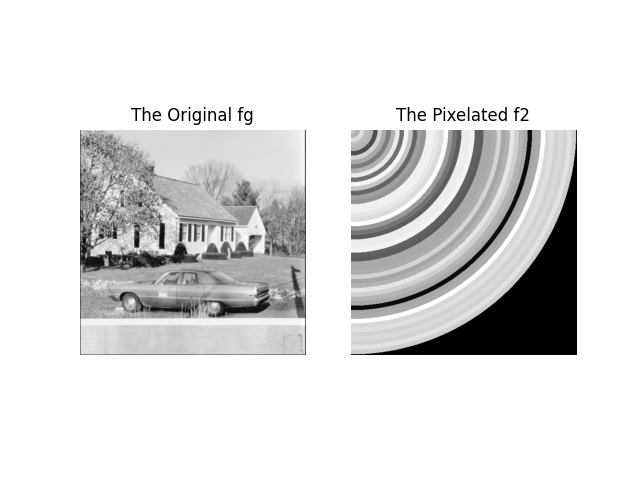 The Original fg
The Pixelated f2